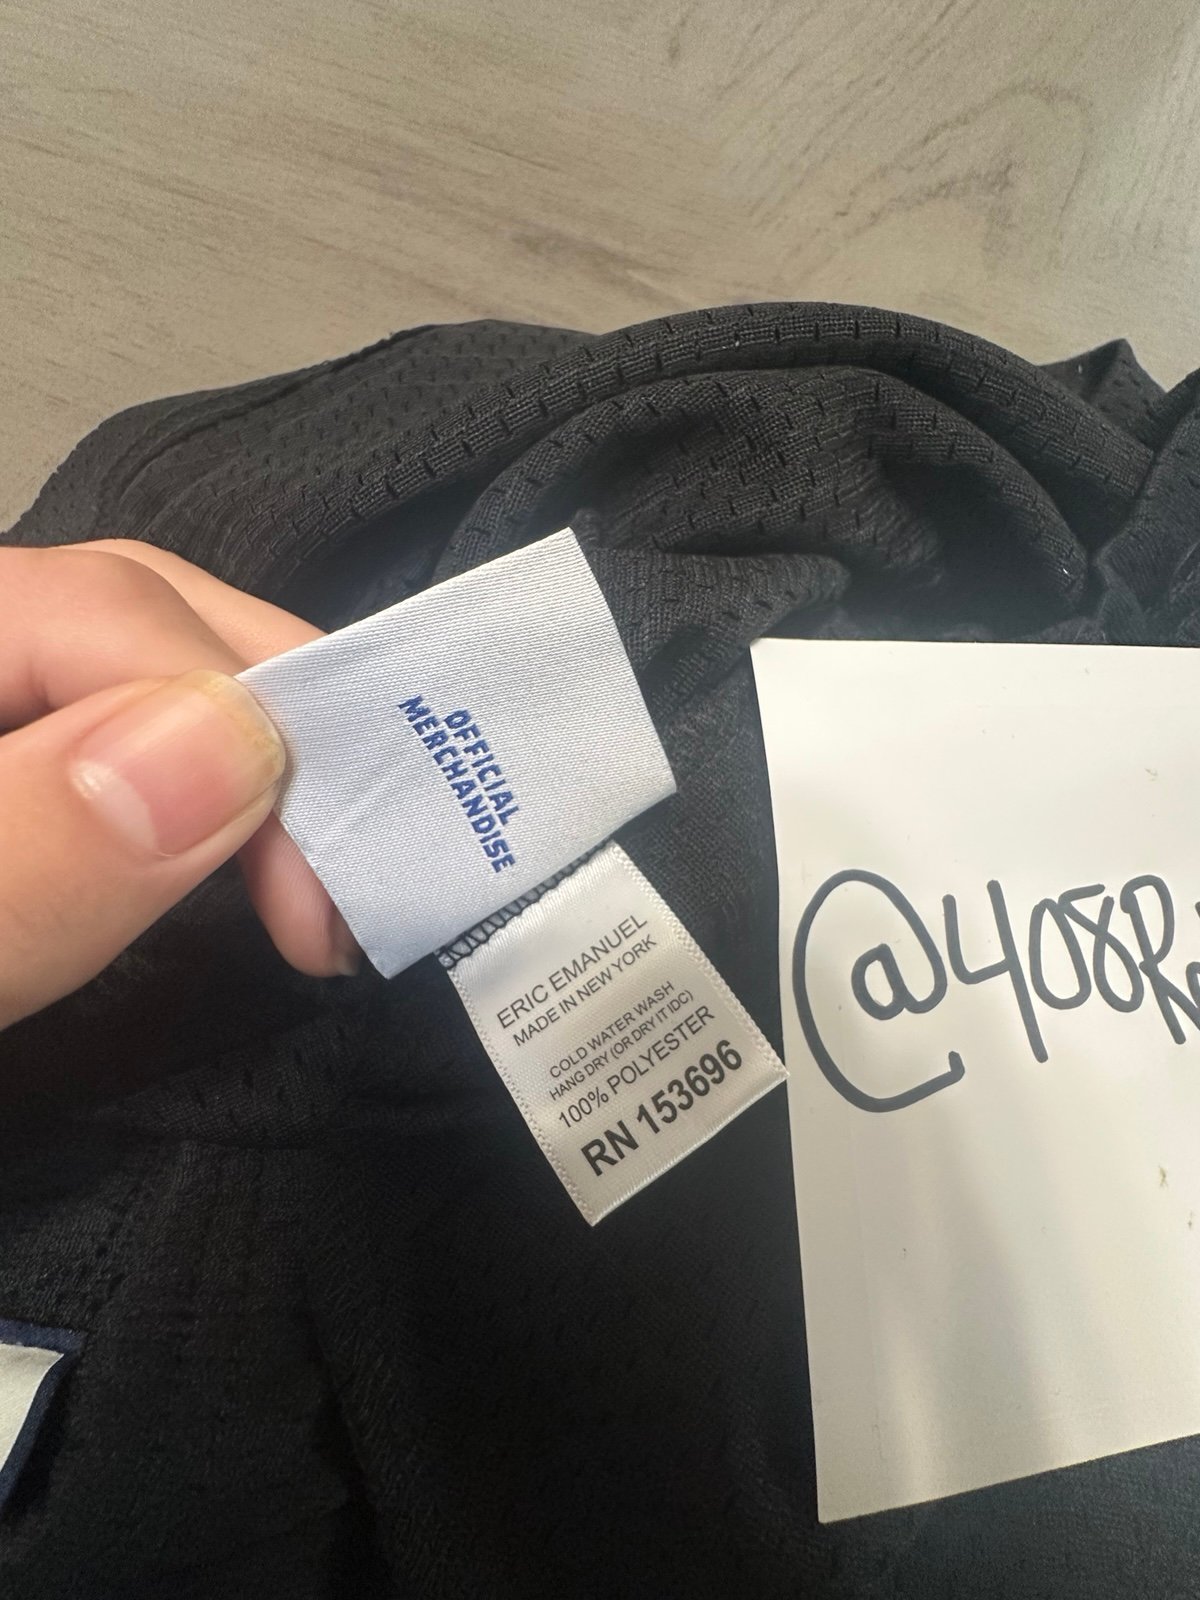 OFFICIAL
MERCHANDISE
ERIC EMANUEL
MADE IN NEW YORK
COLD WATER WASH
HANG DRY (OR DRY IT IDC)
100% POLYESTER
RN 153696